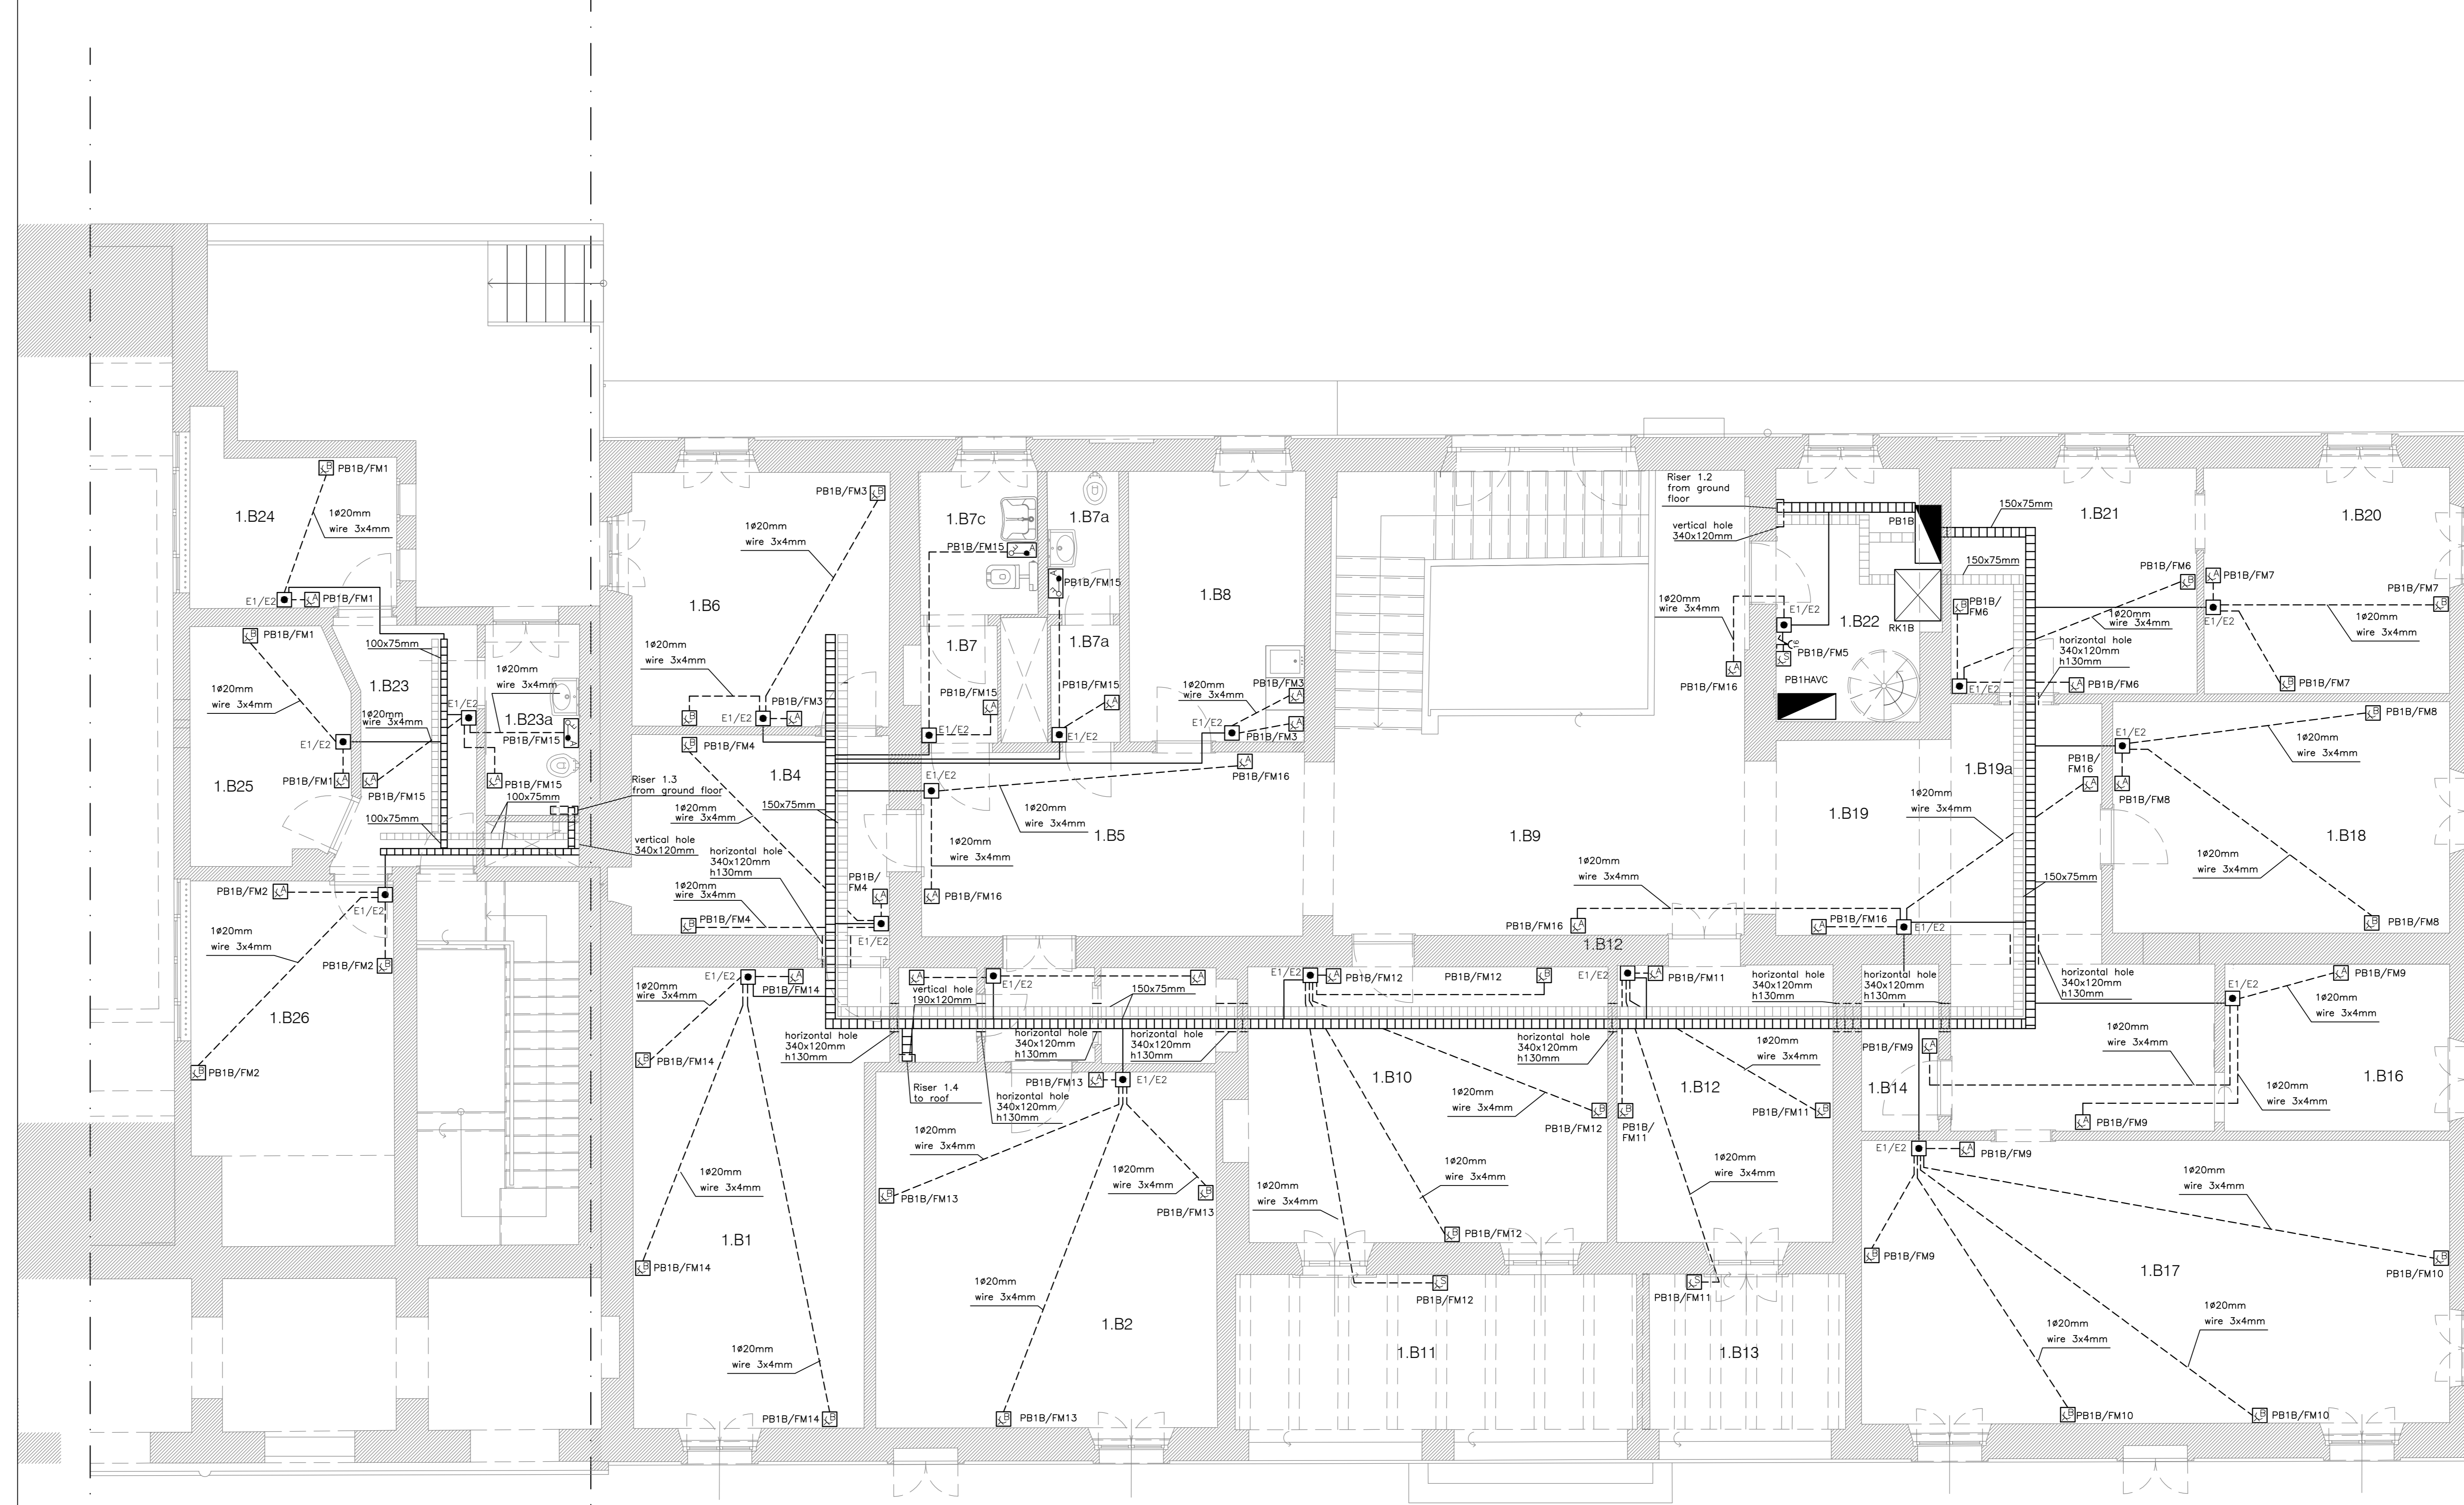 PB1B/FM1
1.B24
1ø20mm
wire 3x4mm
E1/E2
PB1B/FM1
PB1B/FM1
100x75mm
1ø20mm
wire 3x4mm
1.B23
1ø20mm
wire 3x4mm
1ø20mm
wire 3x4mm
E1/E2
1.B23a
E1/E2
PB1B/FM15
PB1B/FM1
1.B25
PB1B/FM15
PB1B/FM15
100x75mm
100x75mm
Riser 1.3
from ground floor
vertical hole
340x120mm
PB1B/FM2
E1/E2
1ø20mm
wire 3x4mm
PB1B/FM2
1.B26
PB1B/FM2
PB1B/FM3
1ø20mm
wire 3x4mm
1.B6
1ø20mm
wire 3x4mm
PB1B/FM3
E1/E2
PB1B/FM4
1.B4
1ø20mm
wire 3x4mm
150x75mm
horizontal hole
340x120mm
h130mm
1ø20mm
wire 3x4mm
PB1B/
FM4
PB1B/FM4
E1/E2
1.B7c
PB1B/FM15
1.B7a
PB1B/FM15
1.B7
1.B7a
PB1B/FM15
PB1B/FM15
E1/E2
E1/E2
1.B8
1ø20mm
wire 3x4mm
PB1B/FM3
E1/E2
PB1B/FM3
PB1B/FM16
E1/E2
1ø20mm
wire 3x4mm
1.B5
1ø20mm
wire 3x4mm
PB1B/FM16
1.B9
1ø20mm
wire 3x4mm
PB1B/FM16
Riser 1.2
from ground
floor
vertical hole
340x120mm
PB1B
1ø20mm
wire 3x4mm
E1/E2
1.B22
RK1B
PB1B/FM5
PB1B/FM16
PB1HAVC
150x75mm
1.B21
150x75mm
PB1B/FM6
PB1B/
FM6
1ø20mm
wire 3x4mm
horizontal hole
340x120mm
h130mm
E1/E2
PB1B/FM6
1.B20
PB1B/FM7
PB1B/FM7
E1/E2
1ø20mm
wire 3x4mm
PB1B/FM7
PB1B/FM8
E1/E2
1ø20mm
wire 3x4mm
PB1B/
FM16
1.B19a
PB1B/FM8
1ø20mm
wire 3x4mm
1.B19
1.B18
1ø20mm
wire 3x4mm
150x75mm
PB1B/FM8
PB1B/FM16
E1/E2
1.B12
E1/E2
PB1B/FM14
1ø20mm
wire 3x4mm
E1/E2
vertical hole
190x120mm
150x75mm
E1/E2
PB1B/FM12
PB1B/FM12
E1/E2
PB1B/FM11
horizontal hole
340x120mm
h130mm
horizontal hole
340x120mm
h130mm
horizontal hole
340x120mm
h130mm
PB1B/FM9
E1/E2
1ø20mm
wire 3x4mm
horizontal hole
340x120mm
h130mm
horizontal hole
340x120mm
h130mm
horizontal hole
340x120mm
h130mm
horizontal hole
340x120mm
h130mm
1ø20mm
wire 3x4mm
PB1B/FM9
1ø20mm
wire 3x4mm
PB1B/FM14
Riser 1.4
to roof
PB1B/FM13
E1/E2
horizontal hole
340x120mm
h130mm
1.B10
1ø20mm
wire 3x4mm
PB1B/FM12
1.B12
PB1B/FM11
PB1B/
FM11
1.B14
1.B16
1ø20mm
wire 3x4mm
PB1B/FM9
1ø20mm
wire 3x4mm
E1/E2
PB1B/FM9
1ø20mm
wire 3x4mm
1ø20mm
wire 3x4mm
PB1B/FM13
PB1B/FM13
1ø20mm
wire 3x4mm
1ø20mm
wire 3x4mm
1ø20mm
wire 3x4mm
1ø20mm
wire 3x4mm
1.B1
PB1B/FM14
PB1B/FM12
PB1B/FM9
PB1B/FM10
1.B17
1ø20mm
wire 3x4mm
PB1B/FM12
PB1B/FM11
1.B2
1.B11
1.B13
1ø20mm
wire 3x4mm
1ø20mm
wire 3x4mm
1ø20mm
wire 3x4mm
PB1B/FM14
PB1B/FM13
PB1B/FM10
PB1B/FM10